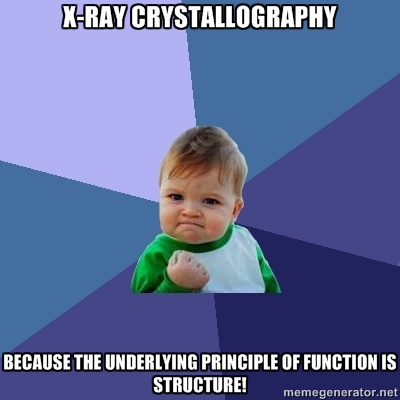 X-RAY CRYSTALLOGRAPHY
BECAUSE THE UNDERLYING PRINCIPLE OF FUNCTION IS
STRUCTURE!
memegenerator.net